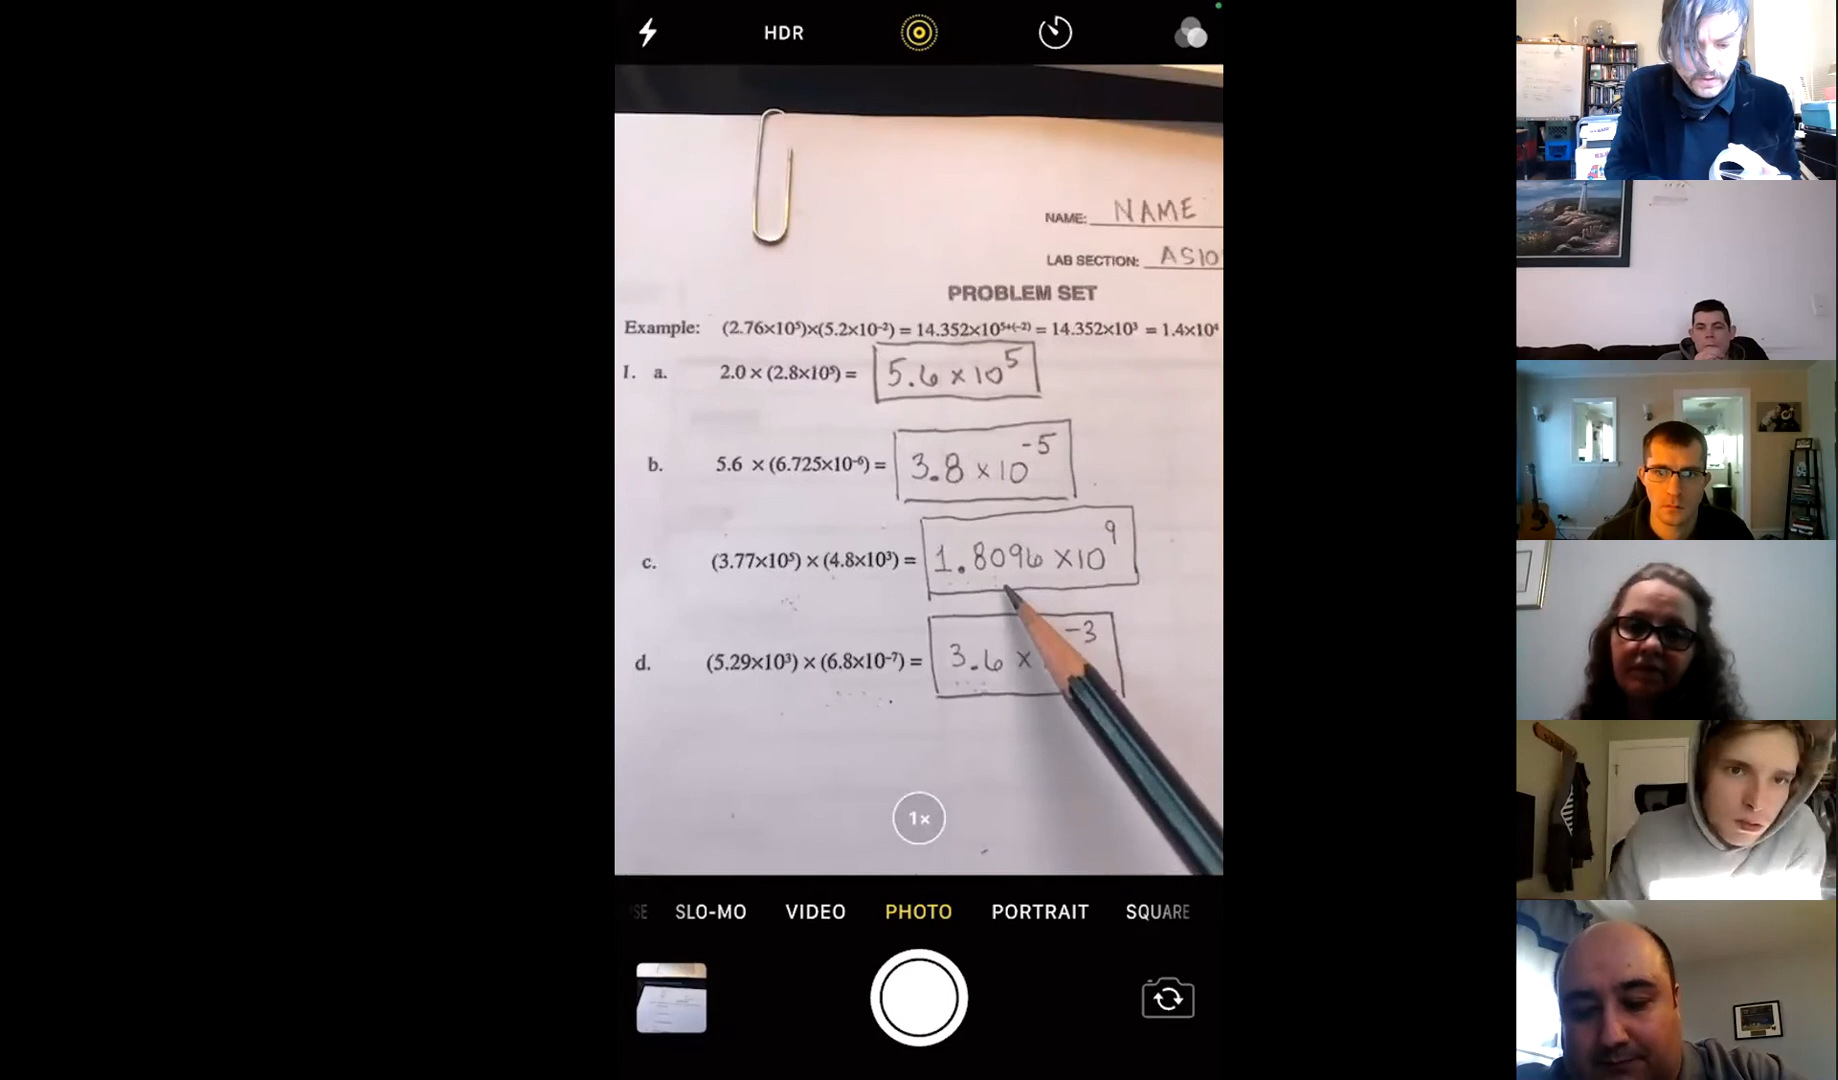 HDR
NAME: NAME
LAB SECTION: AS10
PROBLEM SET
Example: (2.76×10⁵)×(5.2×10⁻²) = 14.352×10⁵⁺⁽⁻²⁾ = 14.352×10³ = 1.4×10⁴
1. a. 2.0 × (2.8×10⁵) = 5.6 × 10⁵
b. 5.6 × (6.725×10⁻⁶) = 3.8 × 10⁻⁵
c. (3.77×10⁵) × (4.8×10³) = 1.8096 ×10⁹
d. (5.29×10³) × (6.8×10⁻⁷) = 3.6 × ⁻³
1×
SE SLO-MO VIDEO PHOTO PORTRAIT SQUARE